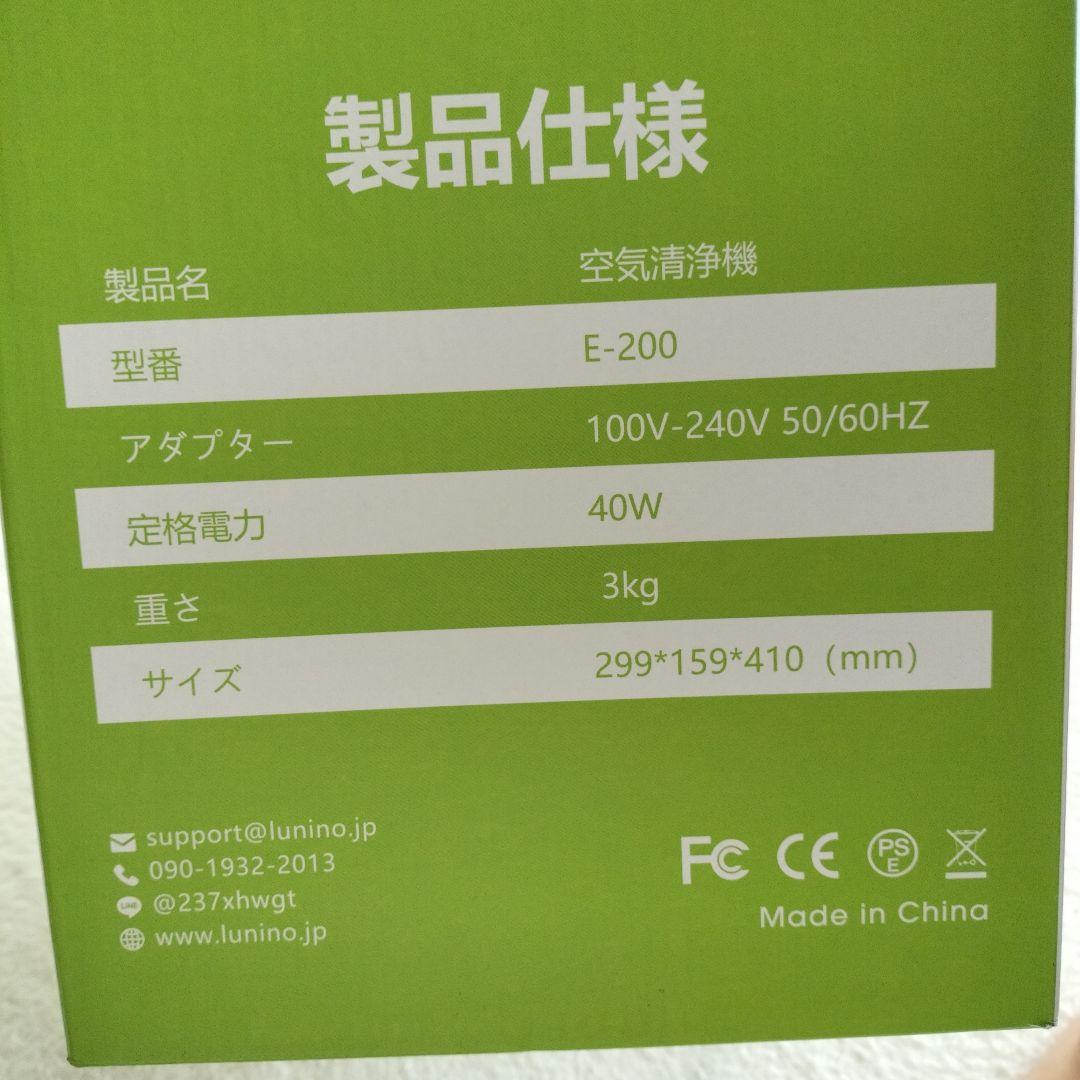 製品仕様
製品名 空気清浄機
型番 E-200
アダプター 100V-240V 50/60HZ
定格電力 40W
重さ 3kg
サイズ 299*159*410（mm）
support@lunino.jp
090-1932-2013
LINE @237xhwgt
www.lunino.jp
FC CE PSE
Made in China